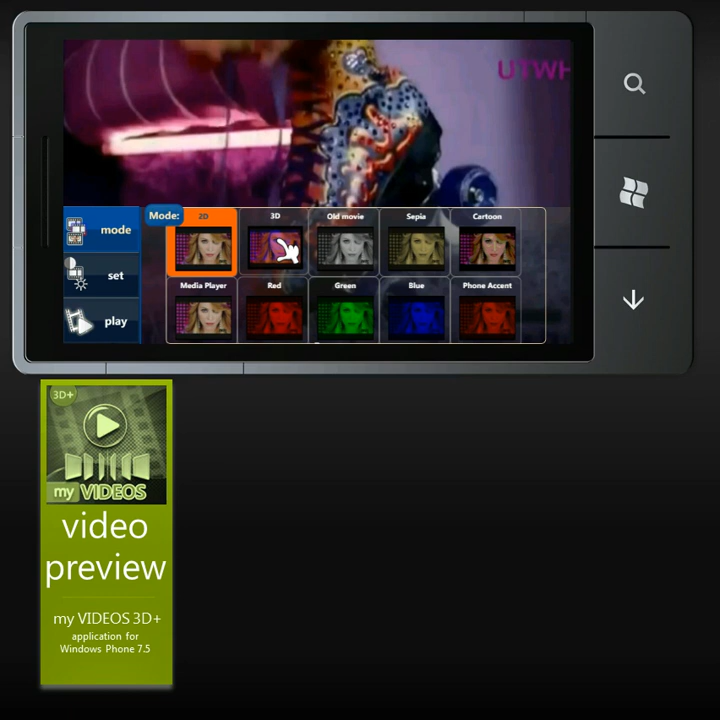 UTWH
Mode:
2D
3D
Old movie
Sepia
Cartoon
mode
set
play
Media Player
Red
Green
Blue
Phone Accent
3D+
my VIDEOS
video
preview
my VIDEOS 3D+
application for
Windows Phone 7.5